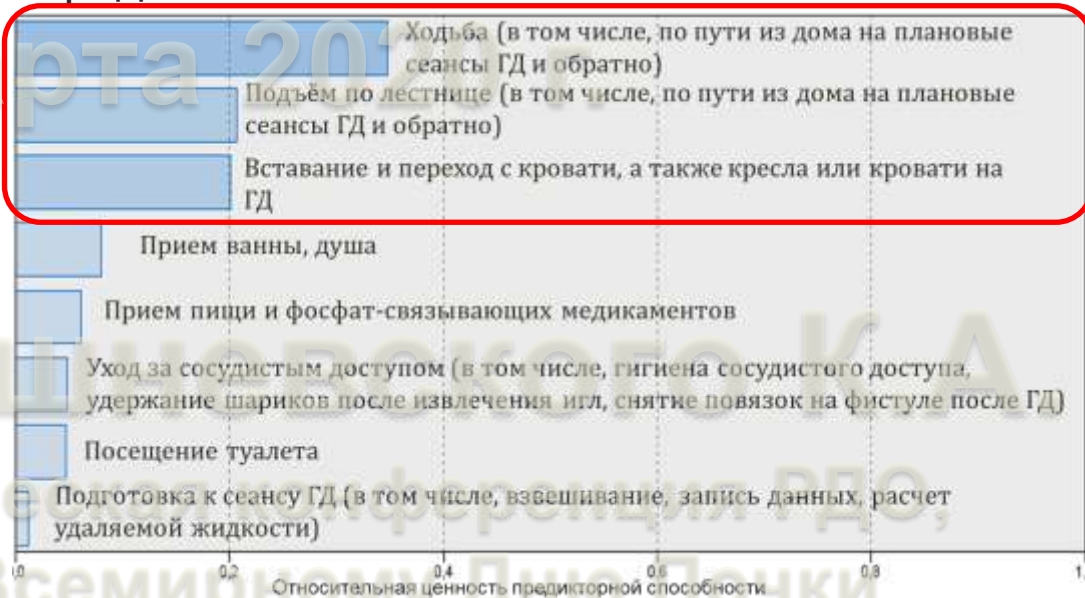 Ходьба (в том числе, по пути из дома на плановые
сеансы ГД и обратно)
Подъём по лестнице (в том числе, по пути из дома на плановые
сеансы ГД и обратно)
Вставание и переход с кровати, а также кресла или кровати на
ГД
Прием ванны, душа
Прием пищи и фосфат-связывающих медикаментов
Уход за сосудистым доступом (в том числе, гигиена сосудистого доступа,
удержание шариков после извлечения игл, снятие повязок на фистуле после ГД)
Посещение туалета
Подготовка к сеансу ГД (в том числе, взвешивание, запись данных, расчет
удаляемой жидкости)
0,2 0,4 0,6 0,8
Относительная ценность предикторной способности